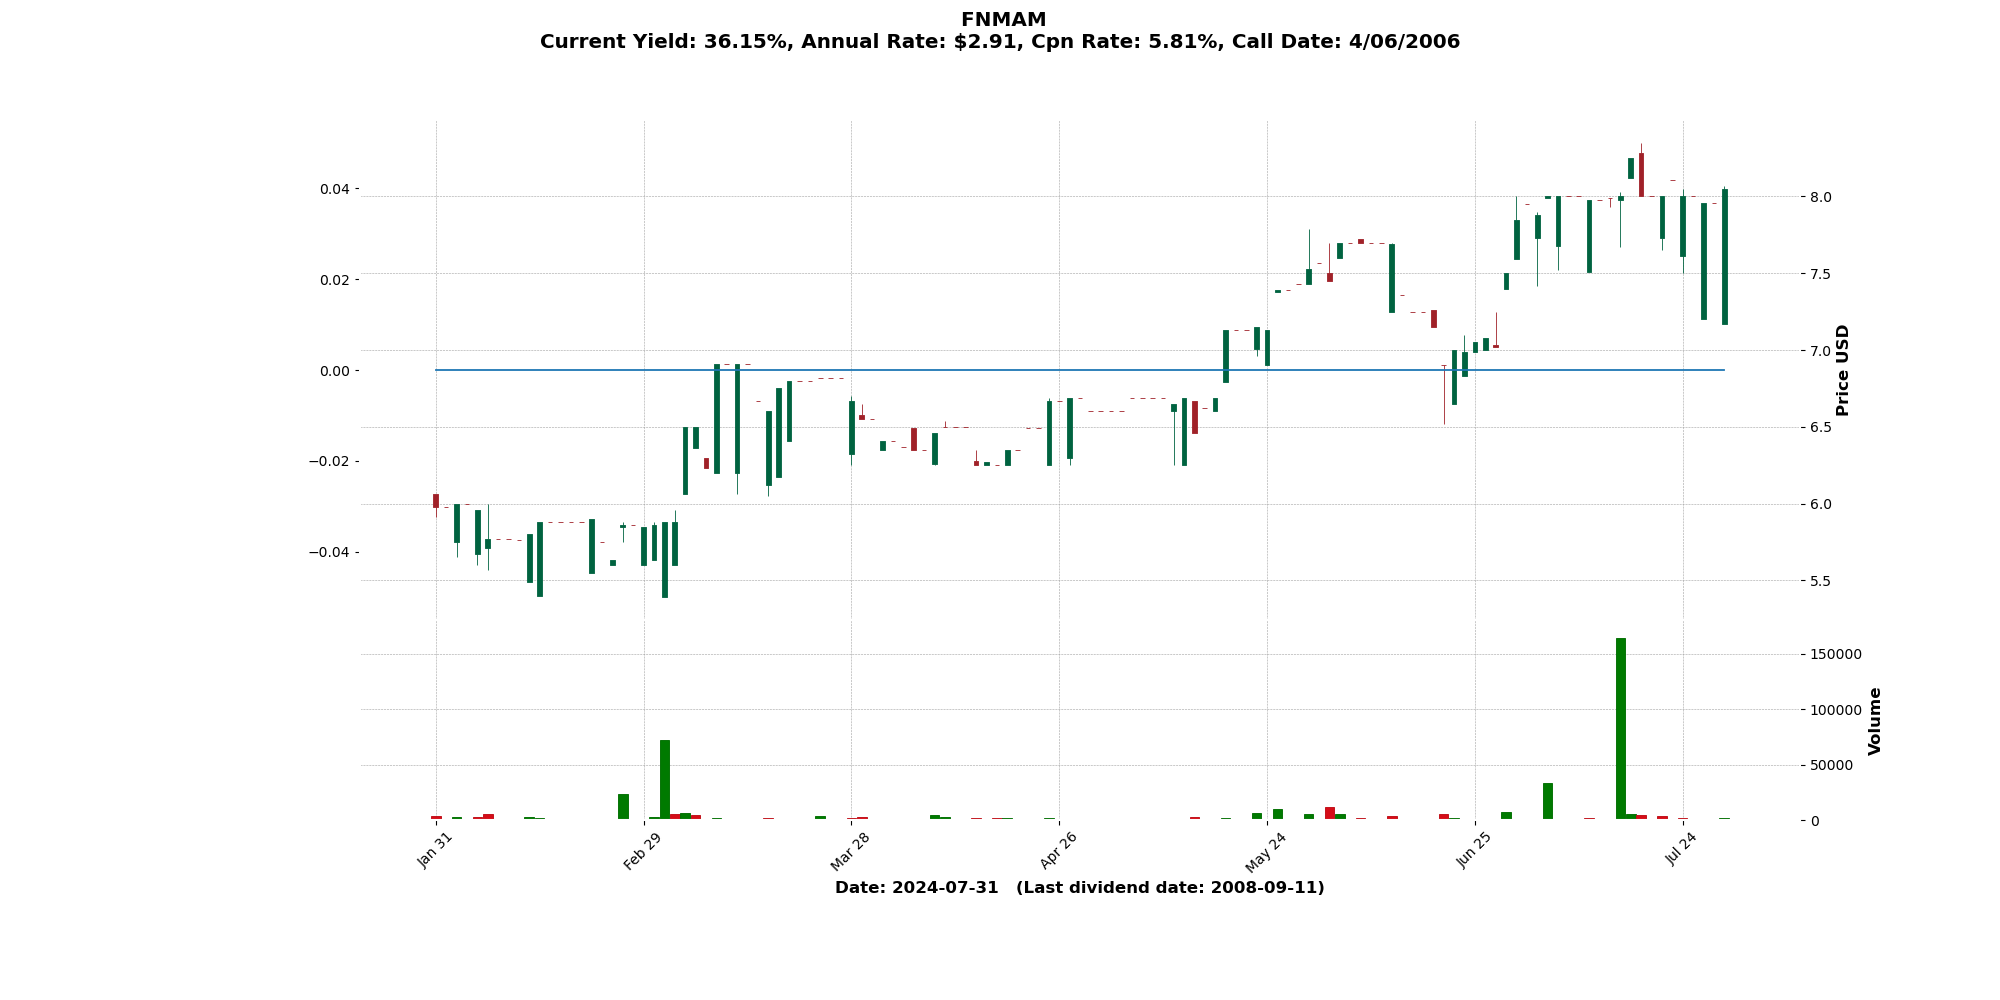 FNMAM
Current Yield: 36.15%, Annual Rate: $2.91, Cpn Rate: 5.81%, Call Date: 4/06/2006
0.04
0.02
0.00
−0.02
−0.04
8.0
7.5
7.0
6.5
6.0
5.5
Price USD
150000
100000
50000
0
Volume
Jan 31
Feb 29
Mar 28
Apr 26
May 24
Jun 25
Jul 24
Date: 2024-07-31 (Last dividend date: 2008-09-11)